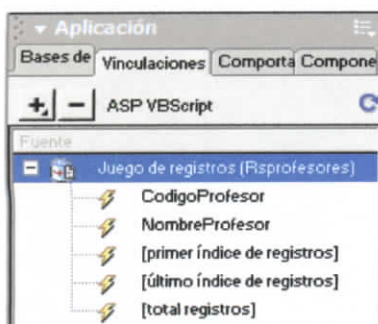 Aplicación
Bases de Vinculaciones Comporta Compone
+ − ASP VBScript
Fuente
Juego de registros (Rsprofesores)
CodigoProfesor
NombreProfesor
[primer índice de registros]
[último índice de registros]
[total registros]